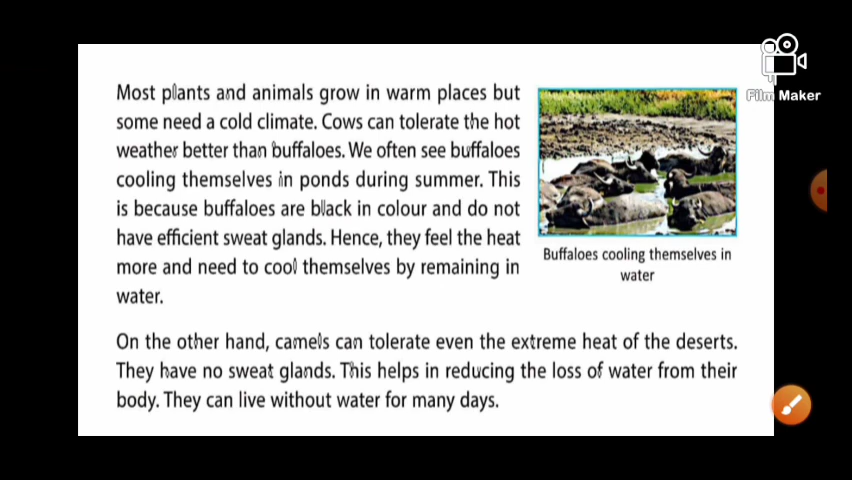 Most plants and animals grow in warm places but
some need a cold climate. Cows can tolerate the hot
weather better than buffaloes. We often see buffaloes
cooling themselves in ponds during summer. This
is because buffaloes are black in colour and do not
have efficient sweat glands. Hence, they feel the heat
more and need to cool themselves by remaining in
water.
Buffaloes cooling themselves in
water
On the other hand, camels can tolerate even the extreme heat of the deserts.
They have no sweat glands. This helps in reducing the loss of water from their
body. They can live without water for many days.
Film Maker